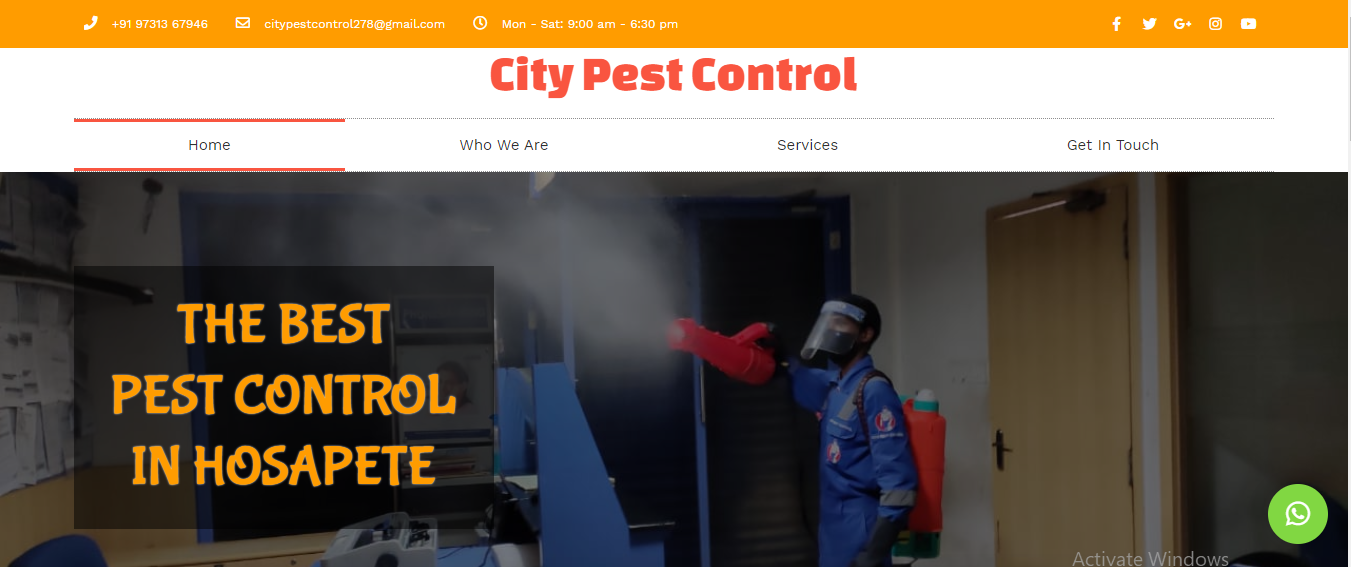 +91 97313 67946 citypestcontrol278@gmail.com Mon - Sat: 9:00 am - 6:30 pm
City Pest Control
Home Who We Are Services Get In Touch
THE BEST
PEST CONTROL
IN HOSAPETE
Activate Windows